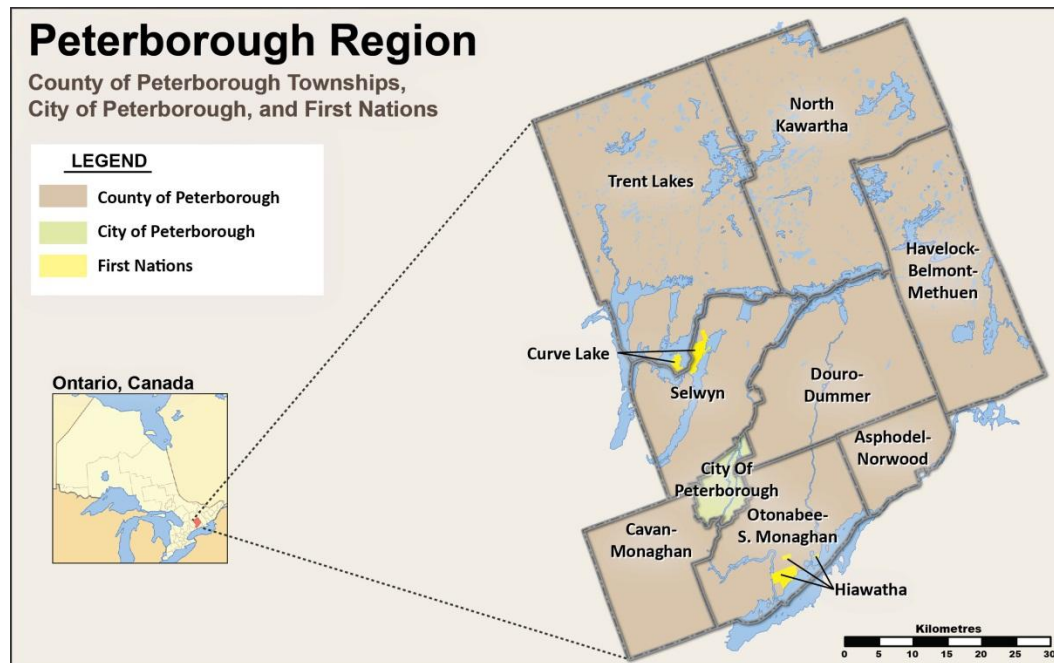 Peterborough Region
County of Peterborough Townships,
City of Peterborough, and First Nations
LEGEND
County of Peterborough
City of Peterborough
First Nations
Ontario, Canada
North
Kawartha
Trent Lakes
Havelock-
Belmont-
Methuen
Curve Lake
Selwyn
Douro-
Dummer
Asphodel-
Norwood
City Of
Peterborough
Otonabee-
S. Monaghan
Cavan-
Monaghan
Hiawatha
Kilometres
0 5 10 15 20 25 30